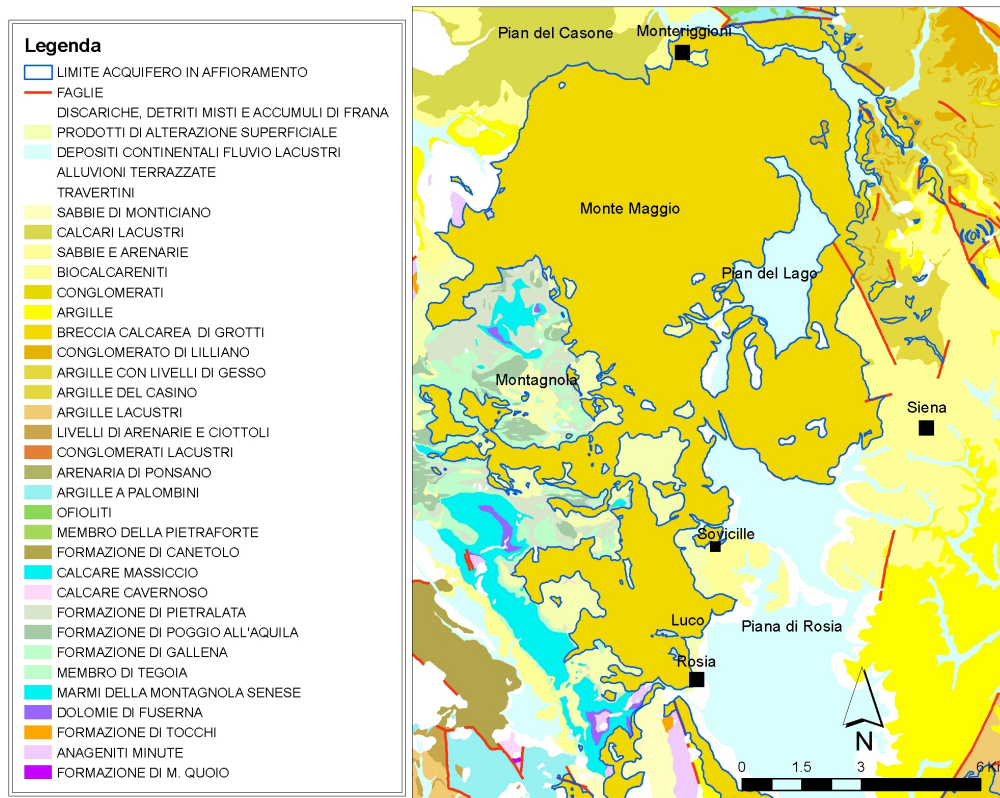 Legenda
LIMITE ACQUIFERO IN AFFIORAMENTO
FAGLIE
DISCARICHE, DETRITI MISTI E ACCUMULI DI FRANA
PRODOTTI DI ALTERAZIONE SUPERFICIALE
DEPOSITI CONTINENTALI FLUVIO LACUSTRI
ALLUVIONI TERRAZZATE
TRAVERTINI
SABBIE DI MONTICIANO
CALCARI LACUSTRI
SABBIE E ARENARIE
BIOCALCARENITI
CONGLOMERATI
ARGILLE
BRECCIA CALCAREA DI GROTTI
CONGLOMERATO DI LILLIANO
ARGILLE CON LIVELLI DI GESSO
ARGILLE DEL CASINO
ARGILLE LACUSTRI
LIVELLI DI ARENARIE E CIOTTOLI
CONGLOMERATI LACUSTRI
ARENARIA DI PONSANO
ARGILLE A PALOMBINI
OFIOLITI
MEMBRO DELLA PIETRAFORTE
FORMAZIONE DI CANETOLO
CALCARE MASSICCIO
CALCARE CAVERNOSO
FORMAZIONE DI PIETRALATA
FORMAZIONE DI POGGIO ALL'AQUILA
FORMAZIONE DI GALLENA
MEMBRO DI TEGOIA
MARMI DELLA MONTAGNOLA SENESE
DOLOMIE DI FUSERNA
FORMAZIONE DI TOCCHI
ANAGENITI MINUTE
FORMAZIONE DI M. QUOIO
Pian del Casone
Monteriggioni
Monte Maggio
Pian del Lago
Montagnola
Siena
Sovicille
Luco
Piana di Rosia
Rosia
N
0 1.5 3 6 K